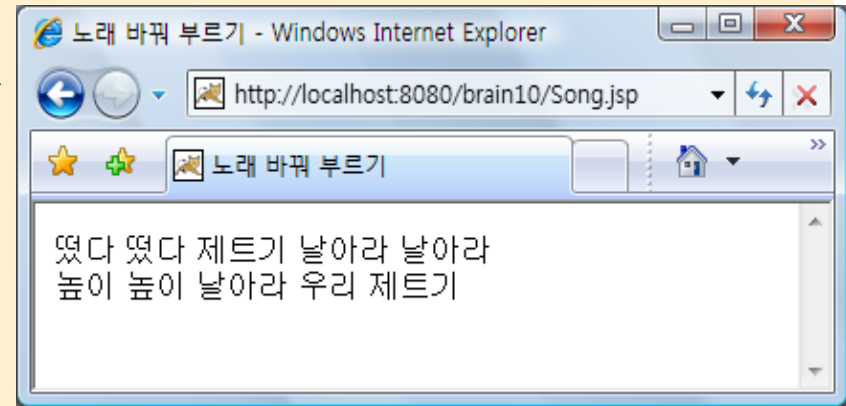 노래 바꿔 부르기 - Windows Internet Explorer
http://localhost:8080/brain10/Song.jsp
노래 바꿔 부르기
떴다 떴다 제트기 날아라 날아라
높이 높이 날아라 우리 제트기